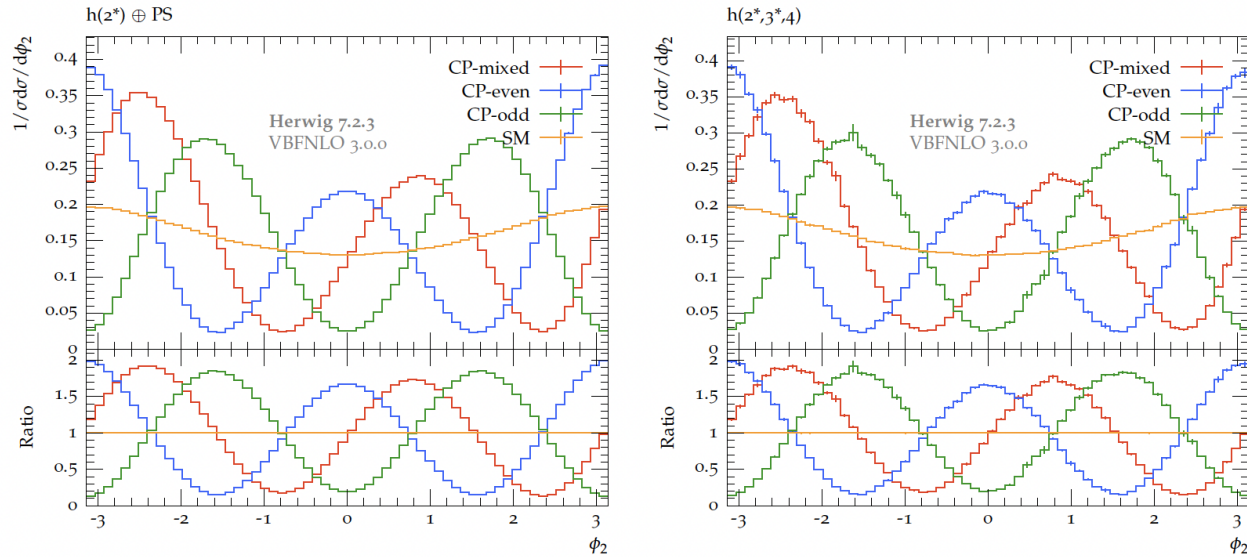 h(2*) ⊕ PS
1/σ dσ/dϕ₂
0.4
0.35
0.3
0.25
0.2
0.15
0.1
0.05
0
CP-mixed
CP-even
CP-odd
SM
Herwig 7.2.3
VBFNLO 3.0.0
Ratio
2
1.5
1
0.5
0
-3 -2 -1 0 1 2 3
ϕ₂
h(2*,3*,4)
1/σ dσ/dϕ₂
0.4
0.35
0.3
0.25
0.2
0.15
0.1
0.05
0
CP-mixed
CP-even
CP-odd
SM
Herwig 7.2.3
VBFNLO 3.0.0
Ratio
2
1.5
1
0.5
0
-3 -2 -1 0 1 2 3
ϕ₂